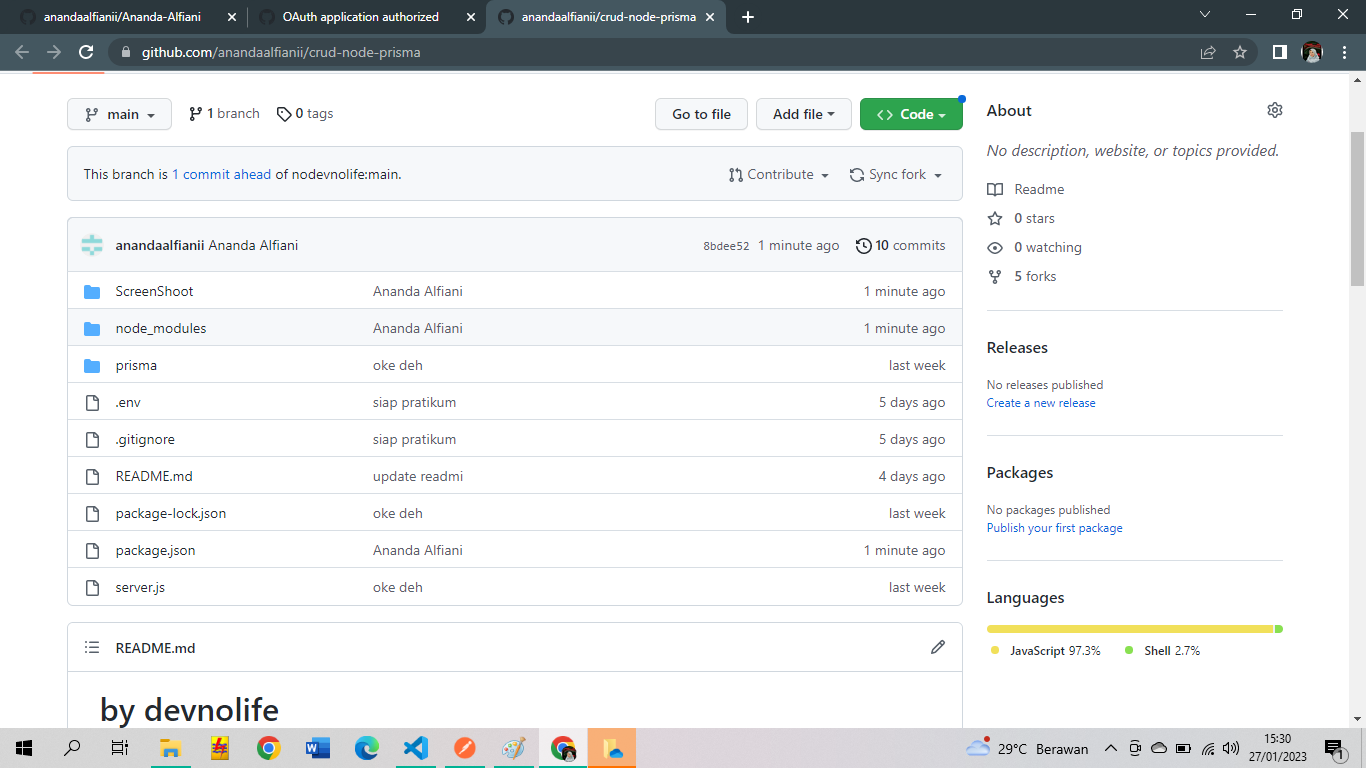 anandaalfianii/Ananda-Alfiani
OAuth application authorized
anandaalfianii/crud-node-prisma
github.com/anandaalfianii/crud-node-prisma
main
1 branch
0 tags
Go to file
Add file
Code
This branch is 1 commit ahead of nodevnolife:main.
Contribute
Sync fork
anandaalfianii Ananda Alfiani
8bdee52 1 minute ago
10 commits
ScreenShoot Ananda Alfiani 1 minute ago
node_modules Ananda Alfiani 1 minute ago
prisma oke deh last week
.env siap pratikum 5 days ago
.gitignore siap pratikum 5 days ago
README.md update readmi 4 days ago
package-lock.json oke deh last week
package.json Ananda Alfiani 1 minute ago
server.js oke deh last week
README.md
by devnolife
About
No description, website, or topics provided.
Readme
0 stars
0 watching
5 forks
Releases
No releases published
Create a new release
Packages
No packages published
Publish your first package
Languages
JavaScript 97.3%
Shell 2.7%
29°C Berawan
15:30
27/01/2023
1